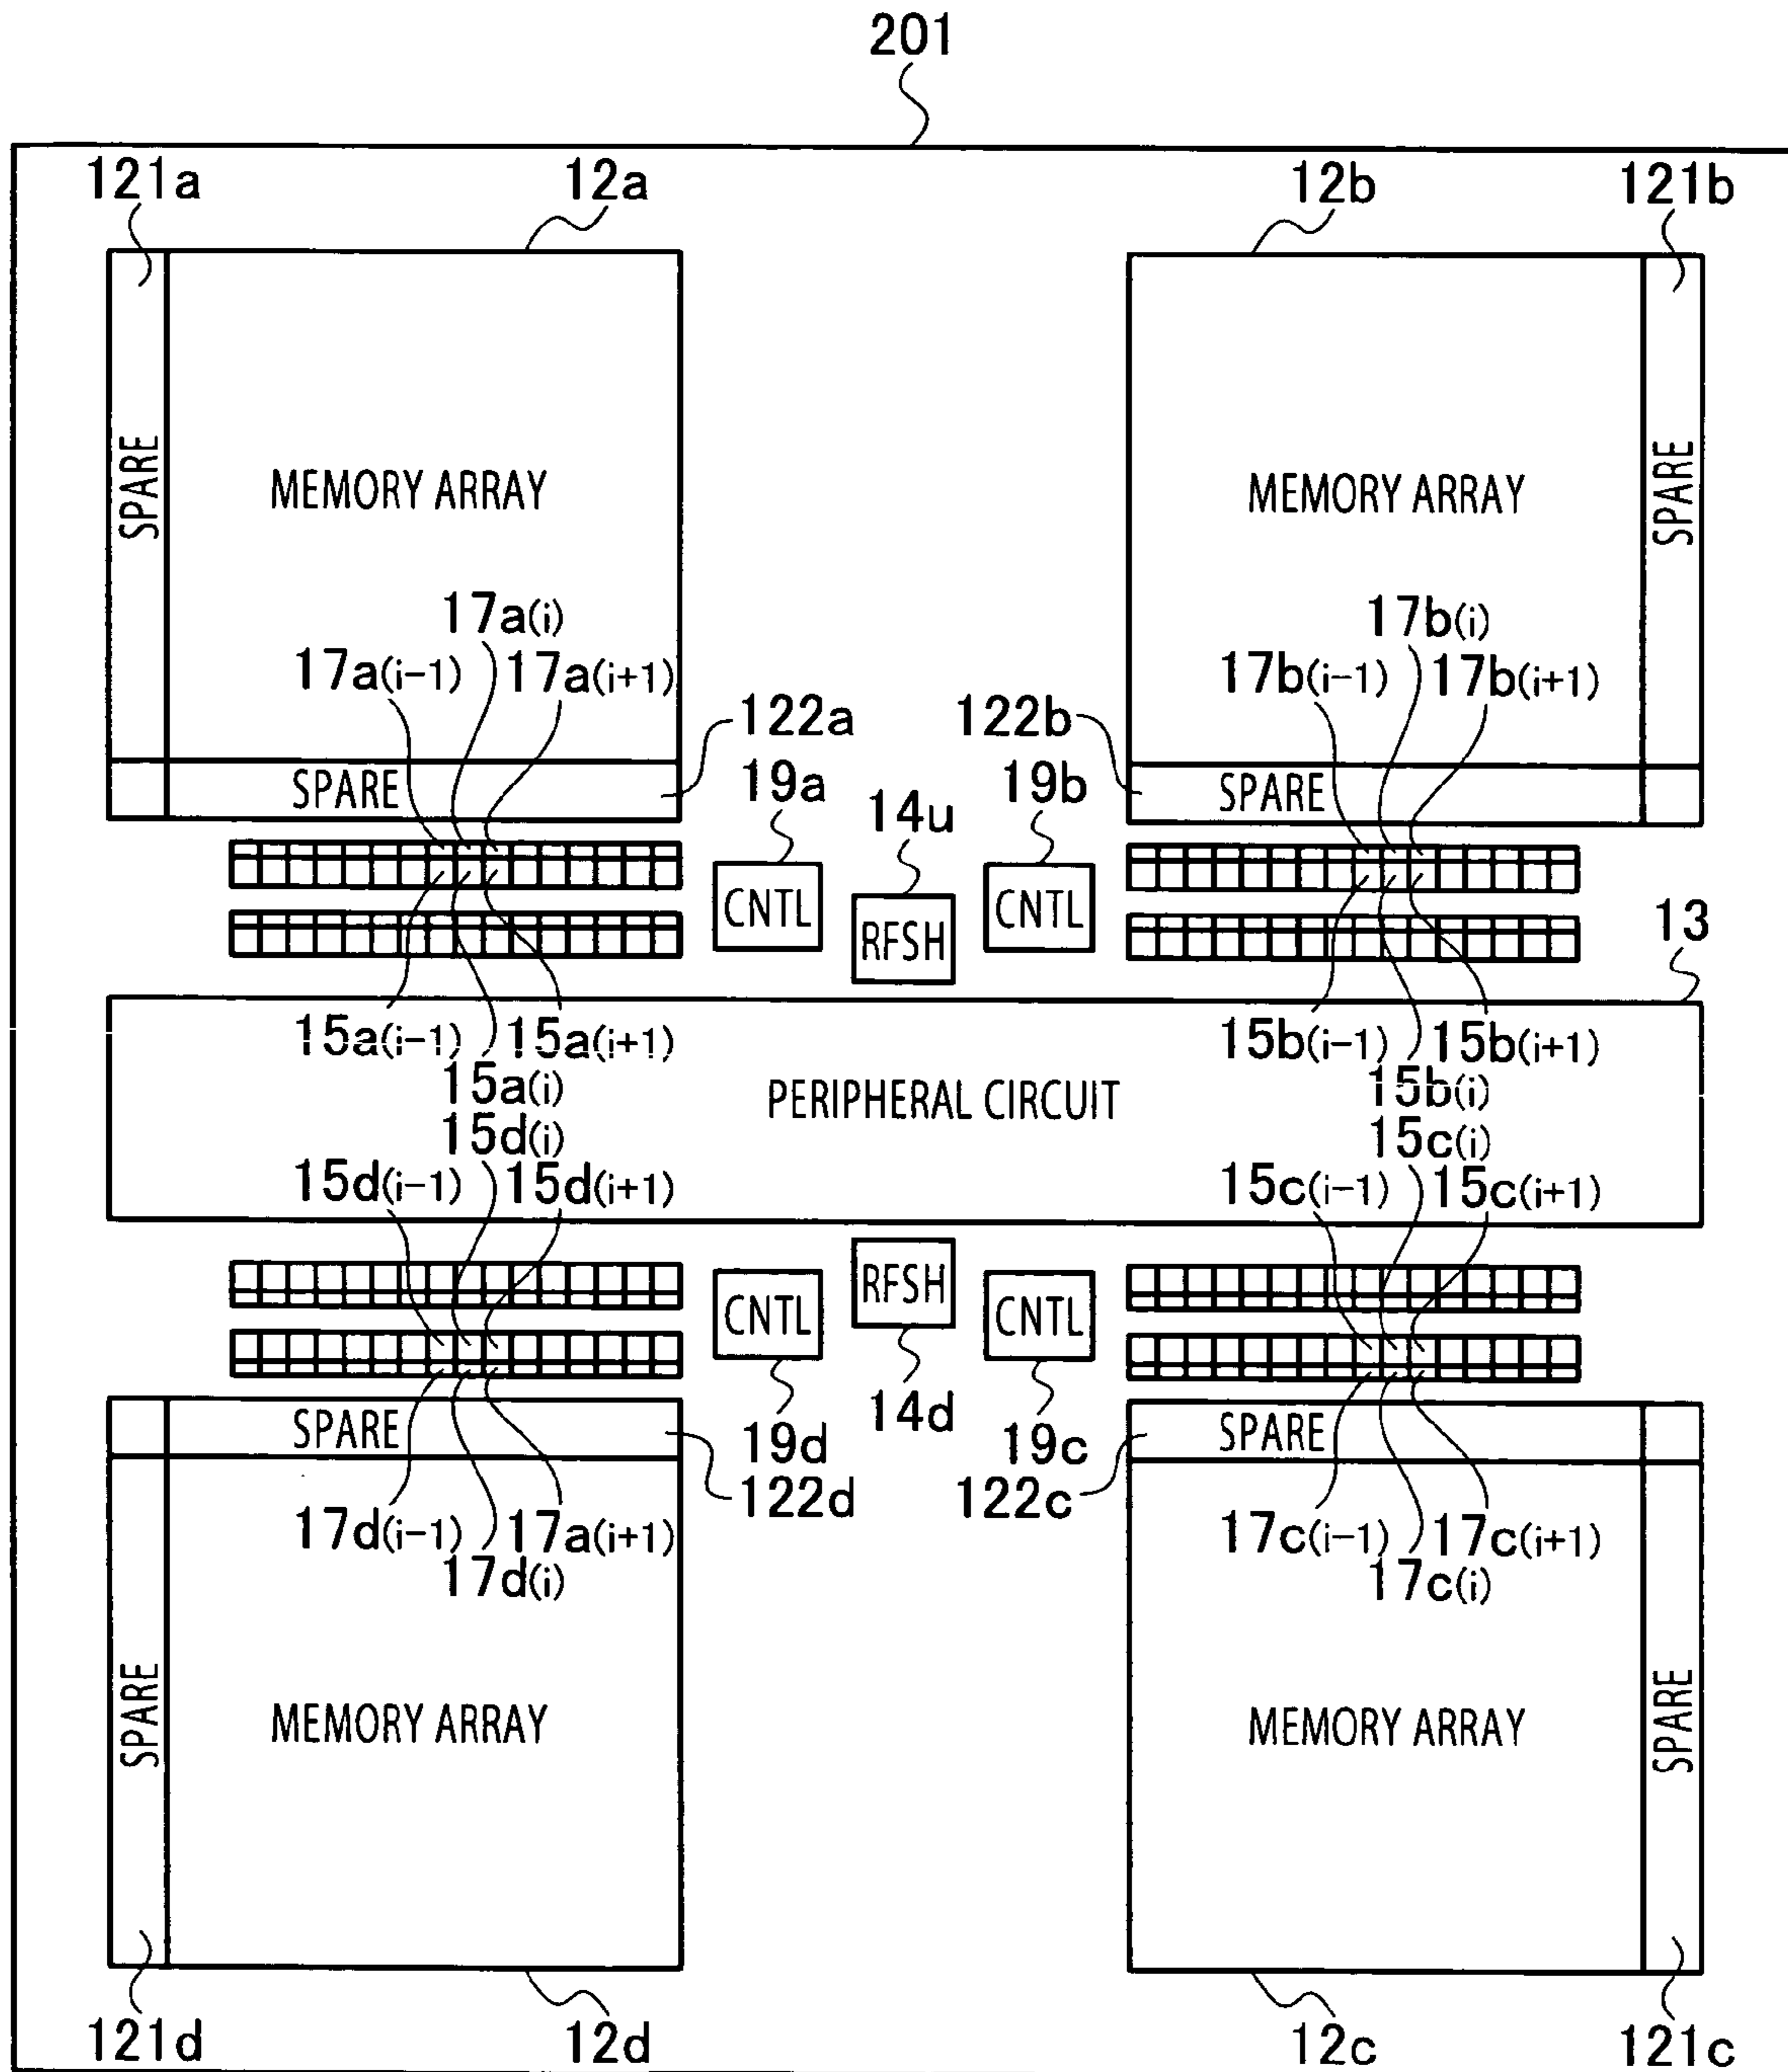 201
121a
12a
12b
121b
SPARE
MEMORY ARRAY
MEMORY ARRAY
SPARE
17a(i)
17a(i-1)
17a(i+1)
17b(i)
17b(i-1)
17b(i+1)
122a
122b
SPARE
SPARE
19a
14u
19b
CNTL
RFSH
CNTL
13
15a(i-1)
15a(i+1)
15a(i)
15b(i-1)
15b(i+1)
15b(i)
PERIPHERAL CIRCUIT
15d(i)
15d(i-1)
15d(i+1)
15c(i)
15c(i-1)
15c(i+1)
CNTL
RFSH
CNTL
19d
14d
19c
SPARE
SPARE
122d
122c
17d(i-1)
17a(i+1)
17d(i)
17c(i-1)
17c(i+1)
17c(i)
SPARE
MEMORY ARRAY
MEMORY ARRAY
SPARE
121d
12d
12c
121c